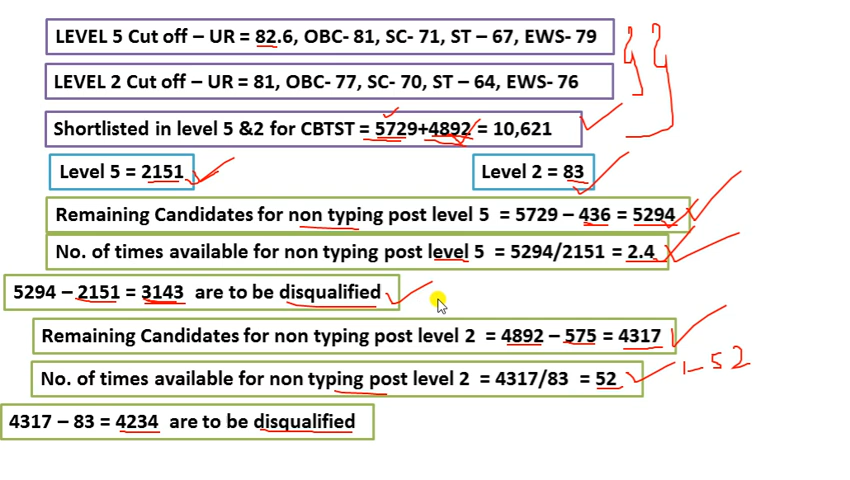 LEVEL 5 Cut off – UR = 82.6, OBC- 81, SC- 71, ST – 67, EWS- 79
LEVEL 2 Cut off – UR = 81, OBC- 77, SC- 70, ST – 64, EWS- 76
Shortlisted in level 5 &2 for CBTST = 5729+4892 = 10,621
Level 5 = 2151
Level 2 = 83
Remaining Candidates for non typing post level 5 = 5729 – 436 = 5294
No. of times available for non typing post level 5 = 5294/2151 = 2.4
5294 – 2151 = 3143 are to be disqualified
Remaining Candidates for non typing post level 2 = 4892 – 575 = 4317
No. of times available for non typing post level 2 = 4317/83 = 52
1– 52
4317 – 83 = 4234 are to be disqualified